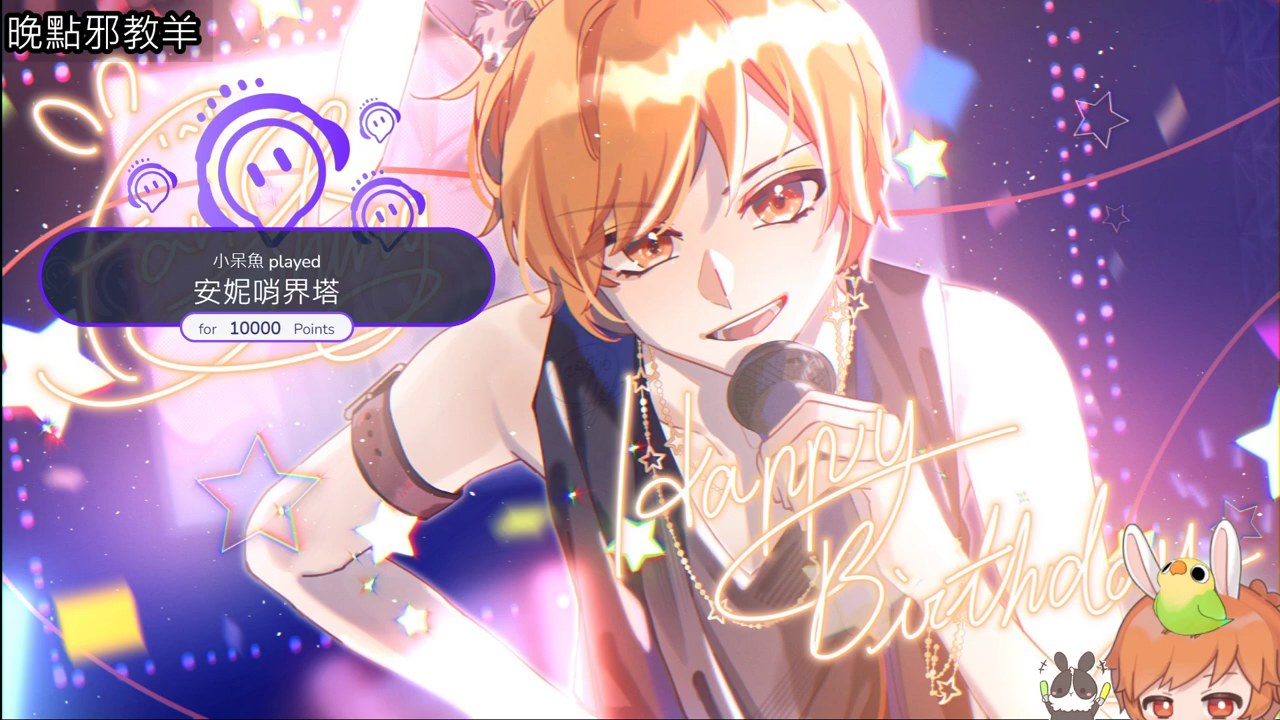 晚點邪教羊
小呆魚 played
安妮哨界塔
for 10000 Points
Happy
Birthday